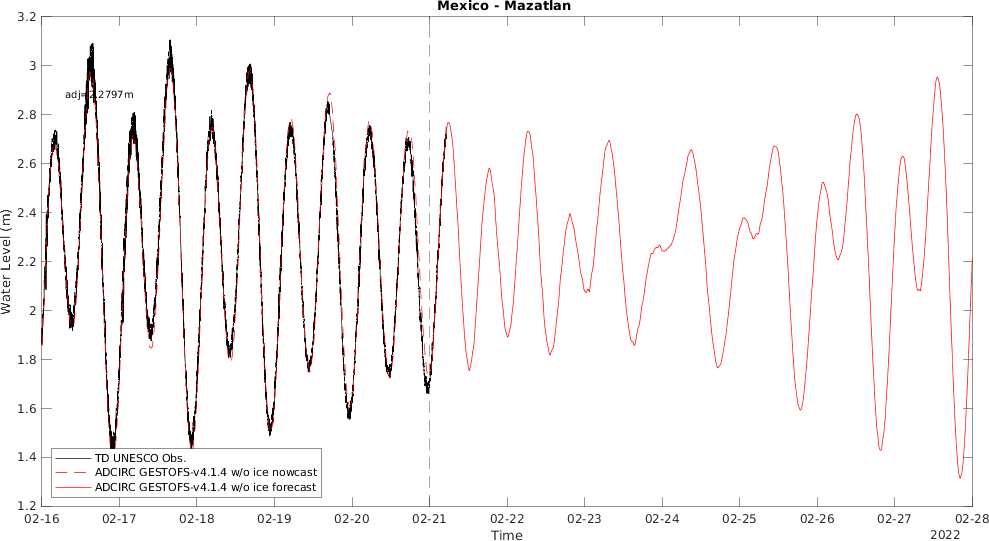 Mexico - Mazatlan
3.2
3
2.8
2.6
2.4
2.2
2
1.8
1.6
1.4
1.2
Water Level (m)
adj=2.2797m
TD UNESCO Obs.
ADCIRC GESTOFS-v4.1.4 w/o ice nowcast
ADCIRC GESTOFS-v4.1.4 w/o ice forecast
02-16 02-17 02-18 02-19 02-20 02-21 02-22 02-23 02-24 02-25 02-26 02-27 02-28
Time
2022